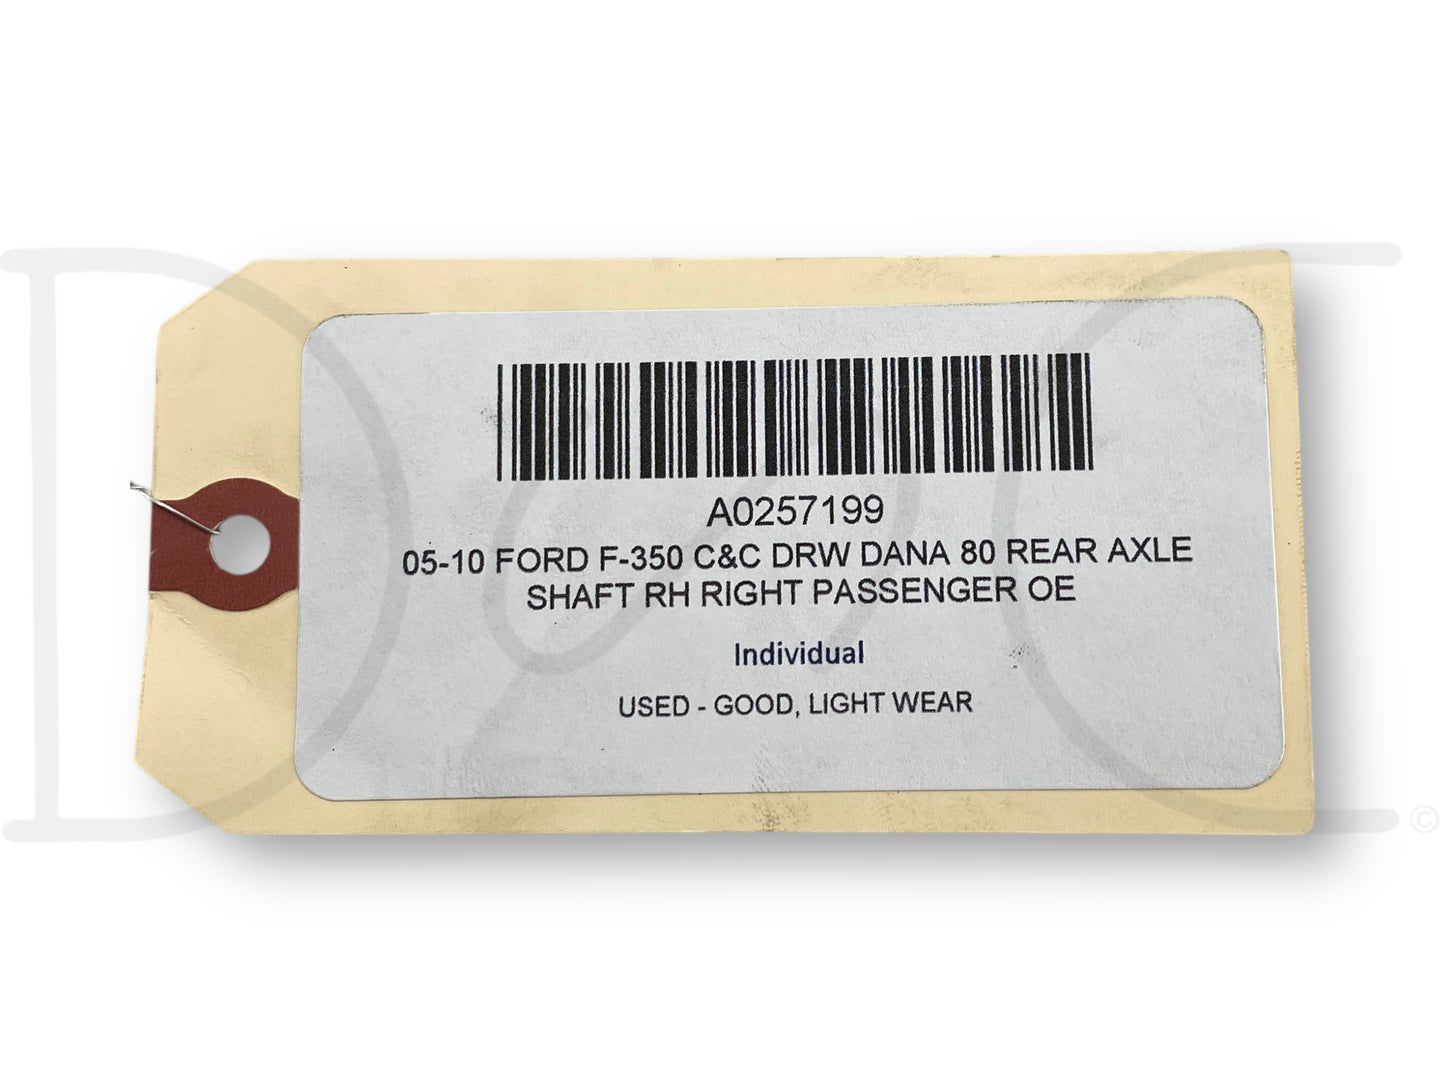 A0257199
05-10 FORD F-350 C&C DRW DANA 80 REAR AXLE
SHAFT RH RIGHT PASSENGER OE
Individual
USED - GOOD, LIGHT WEAR
©